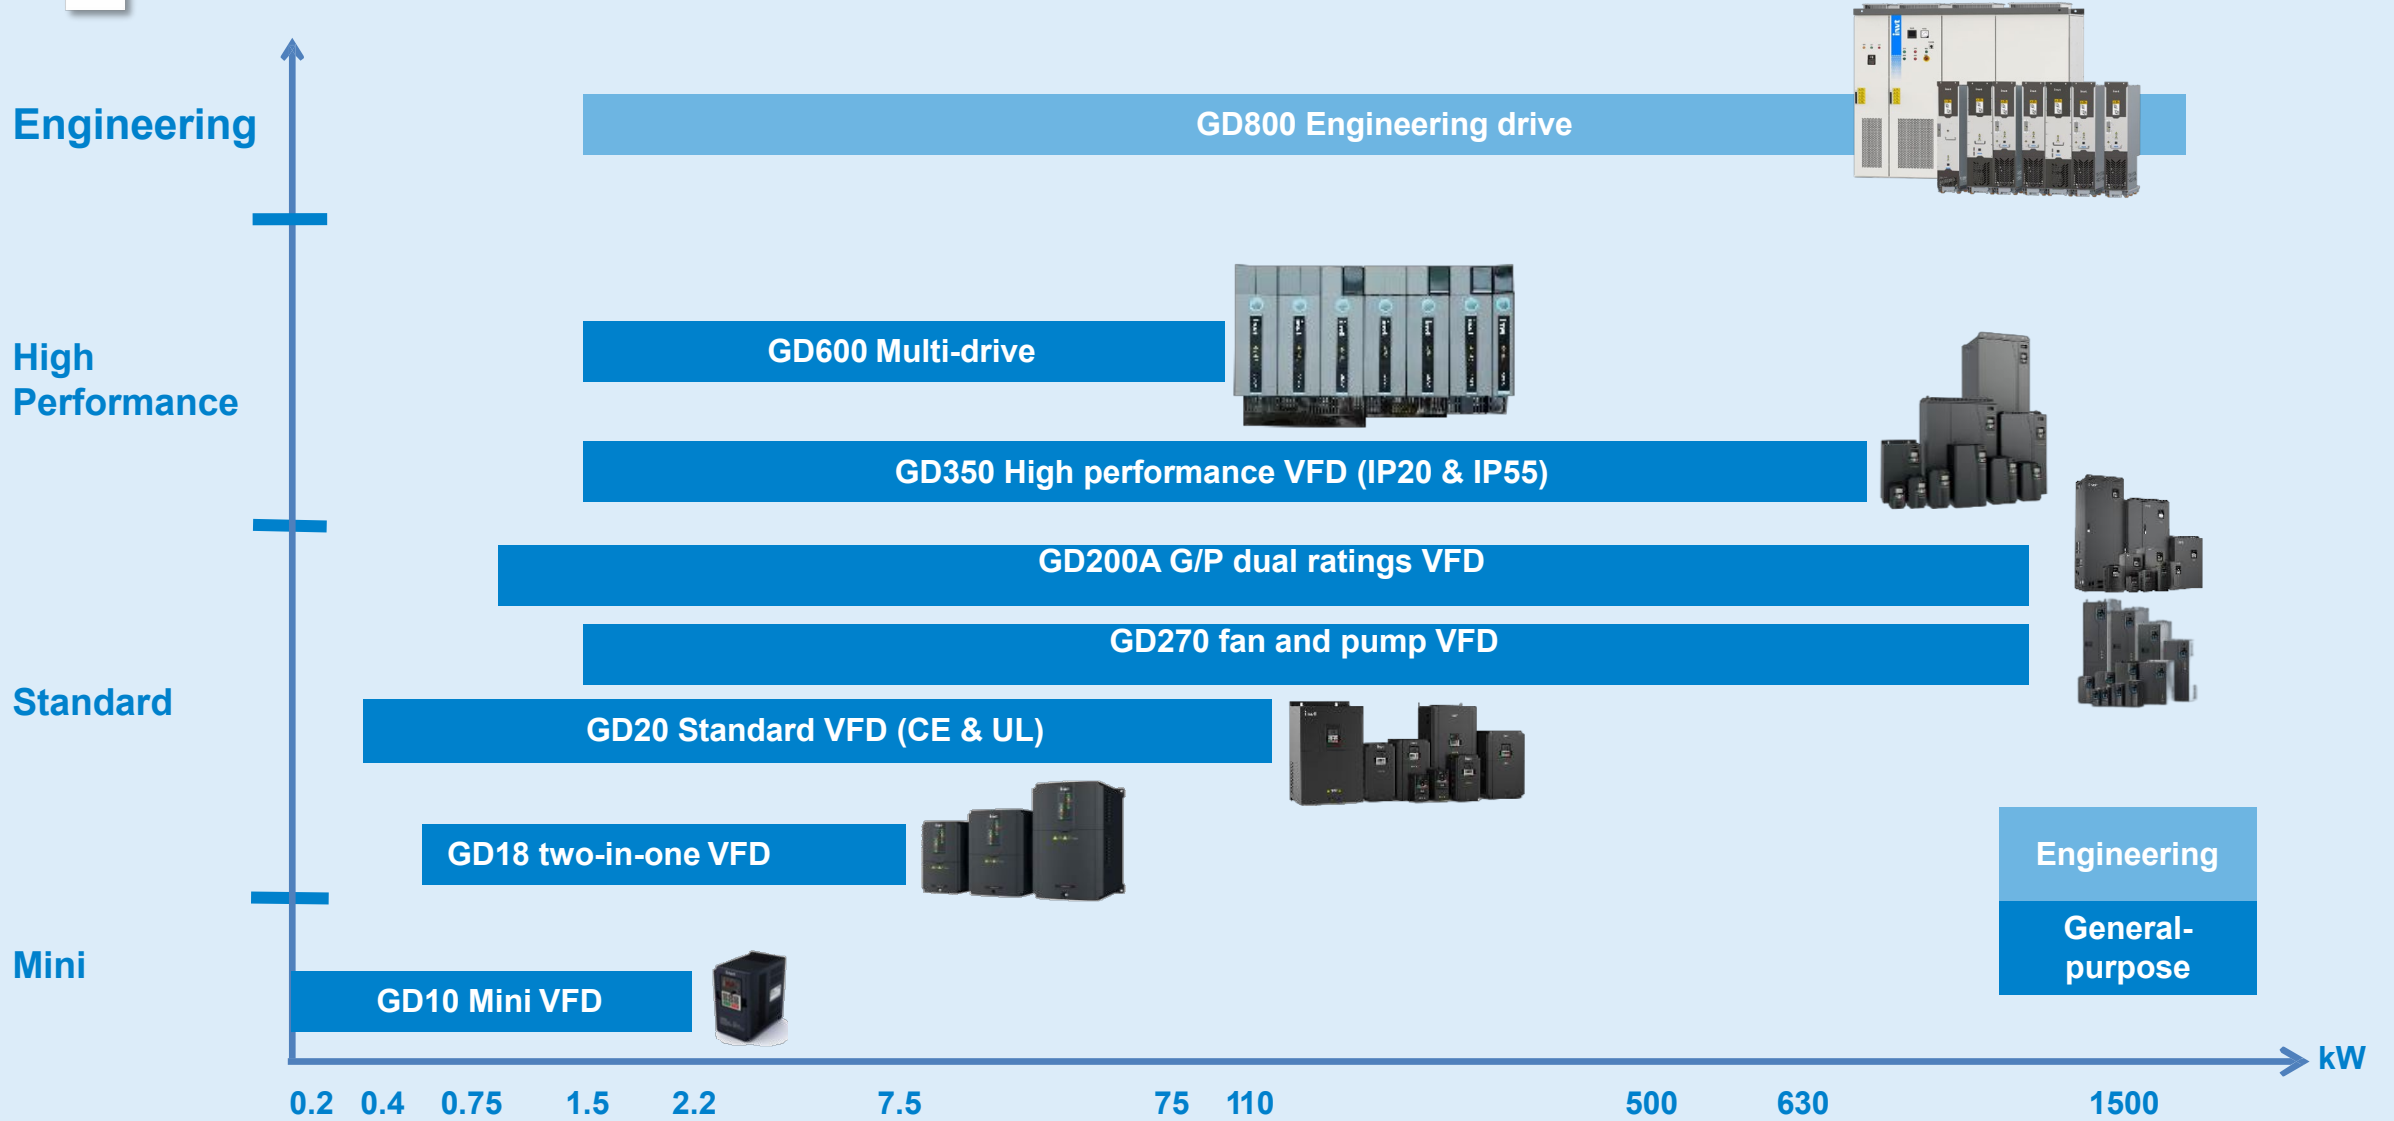 Engineering
GD800 Engineering drive
invt
High
Performance
GD600 Multi-drive
GD350 High performance VFD (IP20 & IP55)
GD200A G/P dual ratings VFD
GD270 fan and pump VFD
Standard
GD20 Standard VFD (CE & UL)
GD18 two-in-one VFD
Engineering
General-
purpose
Mini
GD10 Mini VFD
kW
0.2 0.4 0.75 1.5 2.2 7.5 75 110 500 630 1500